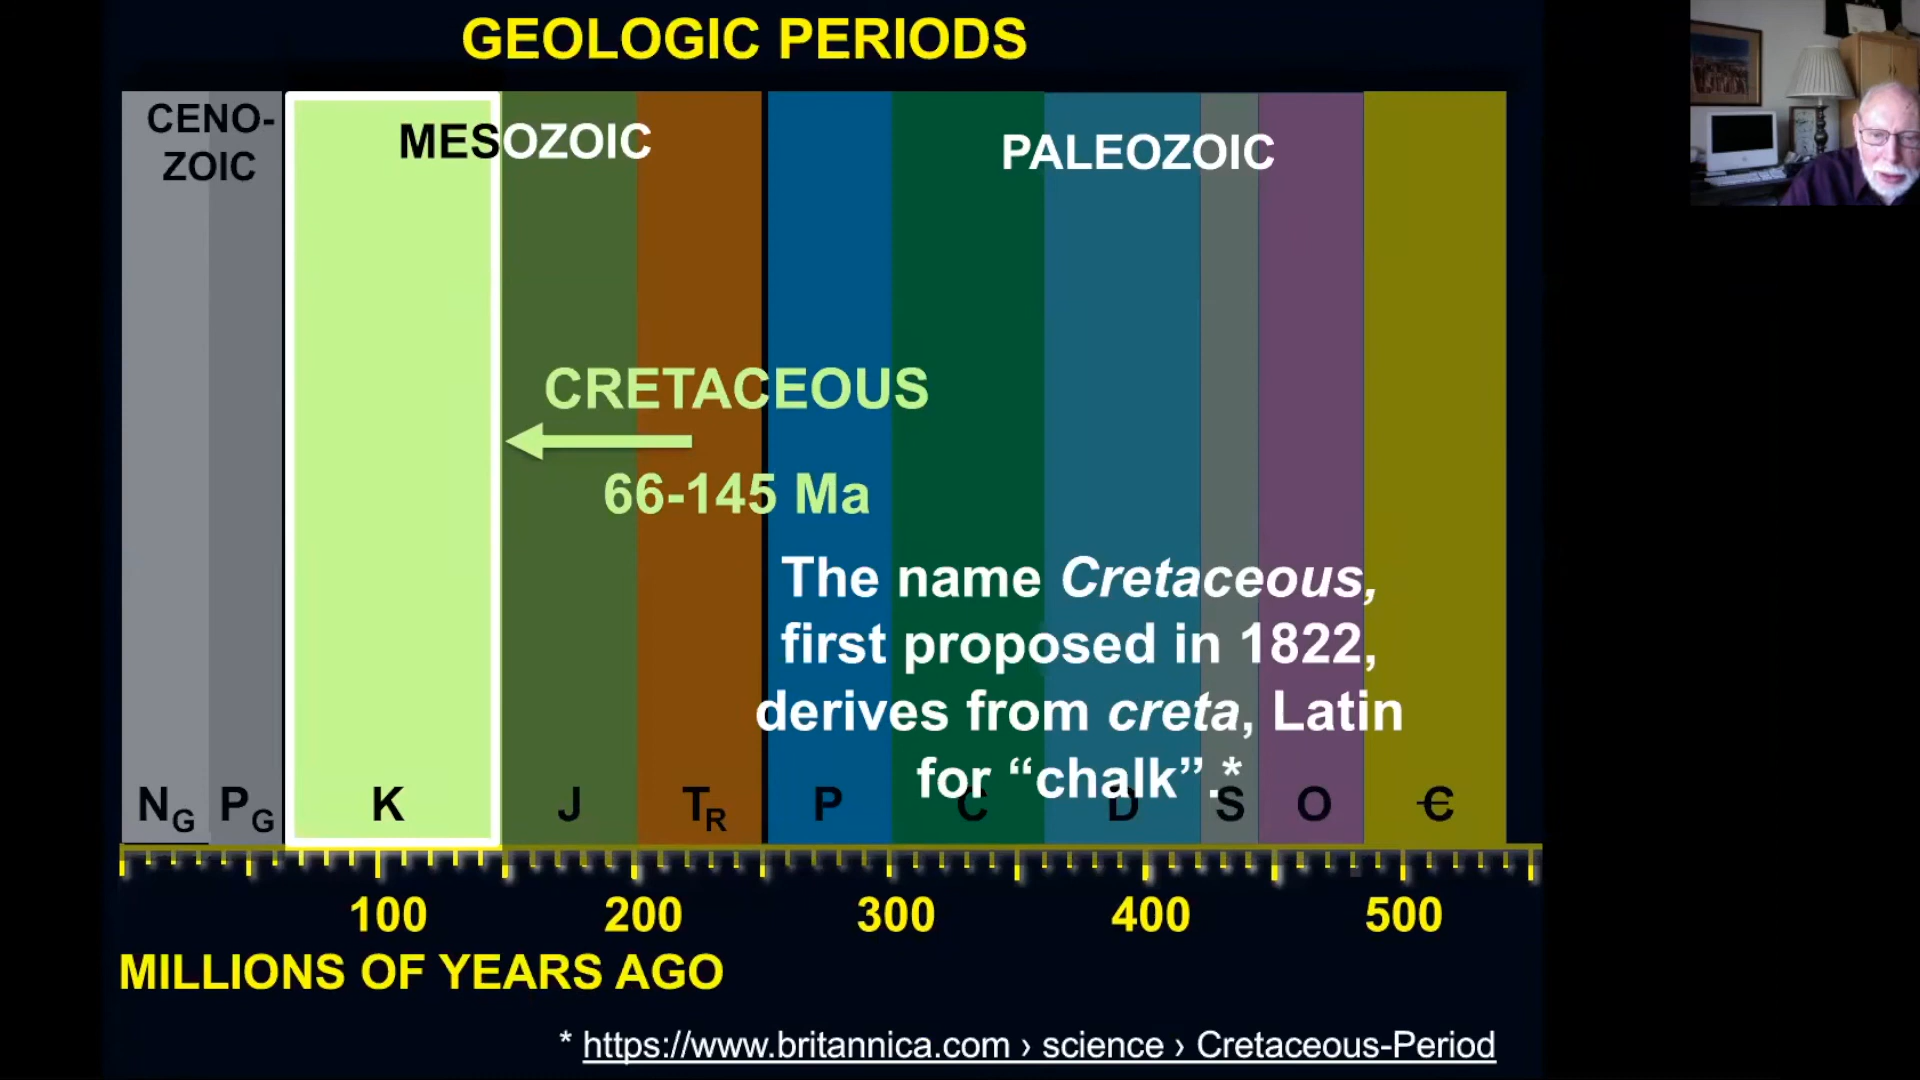 GEOLOGIC PERIODS
CENO-
ZOIC
MESOZOIC
PALEOZOIC
CRETACEOUS
66-145 Ma
The name Cretaceous,
first proposed in 1822,
derives from creta, Latin
for “chalk”.*
NG PG K J TR P C D S O Ꞓ
100 200 300 400 500
MILLIONS OF YEARS AGO
* https://www.britannica.com › science › Cretaceous-Period